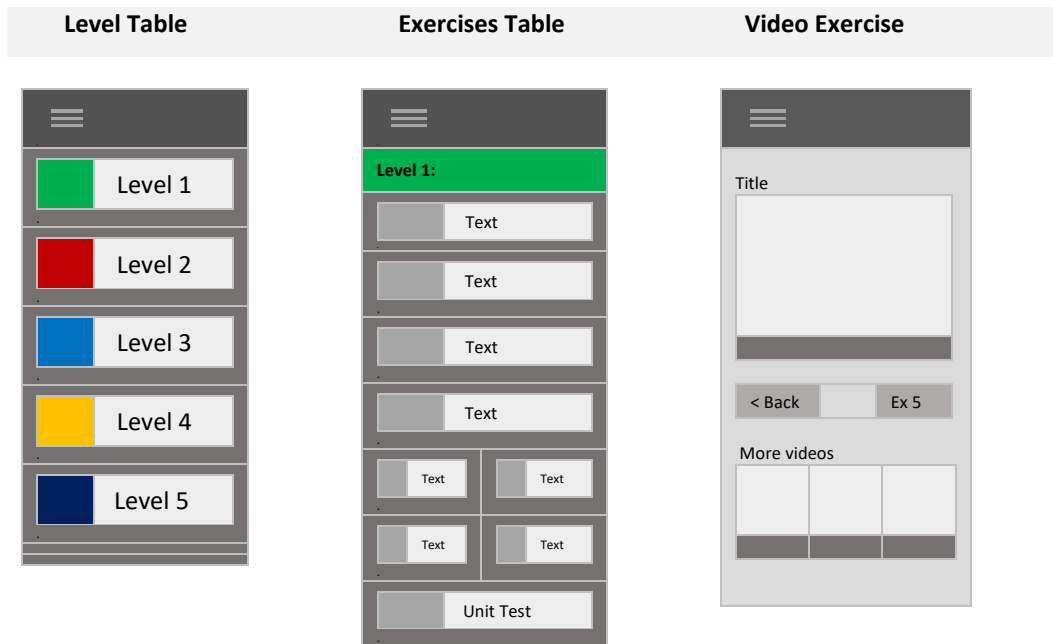 Level Table
Exercises Table
Video Exercise
Level 1
Level 2
Level 3
Level 4
Level 5
Level 1:
Text
Text
Text
Text
Text
Text
Text
Text
Unit Test
Title
< Back
Ex 5
More videos